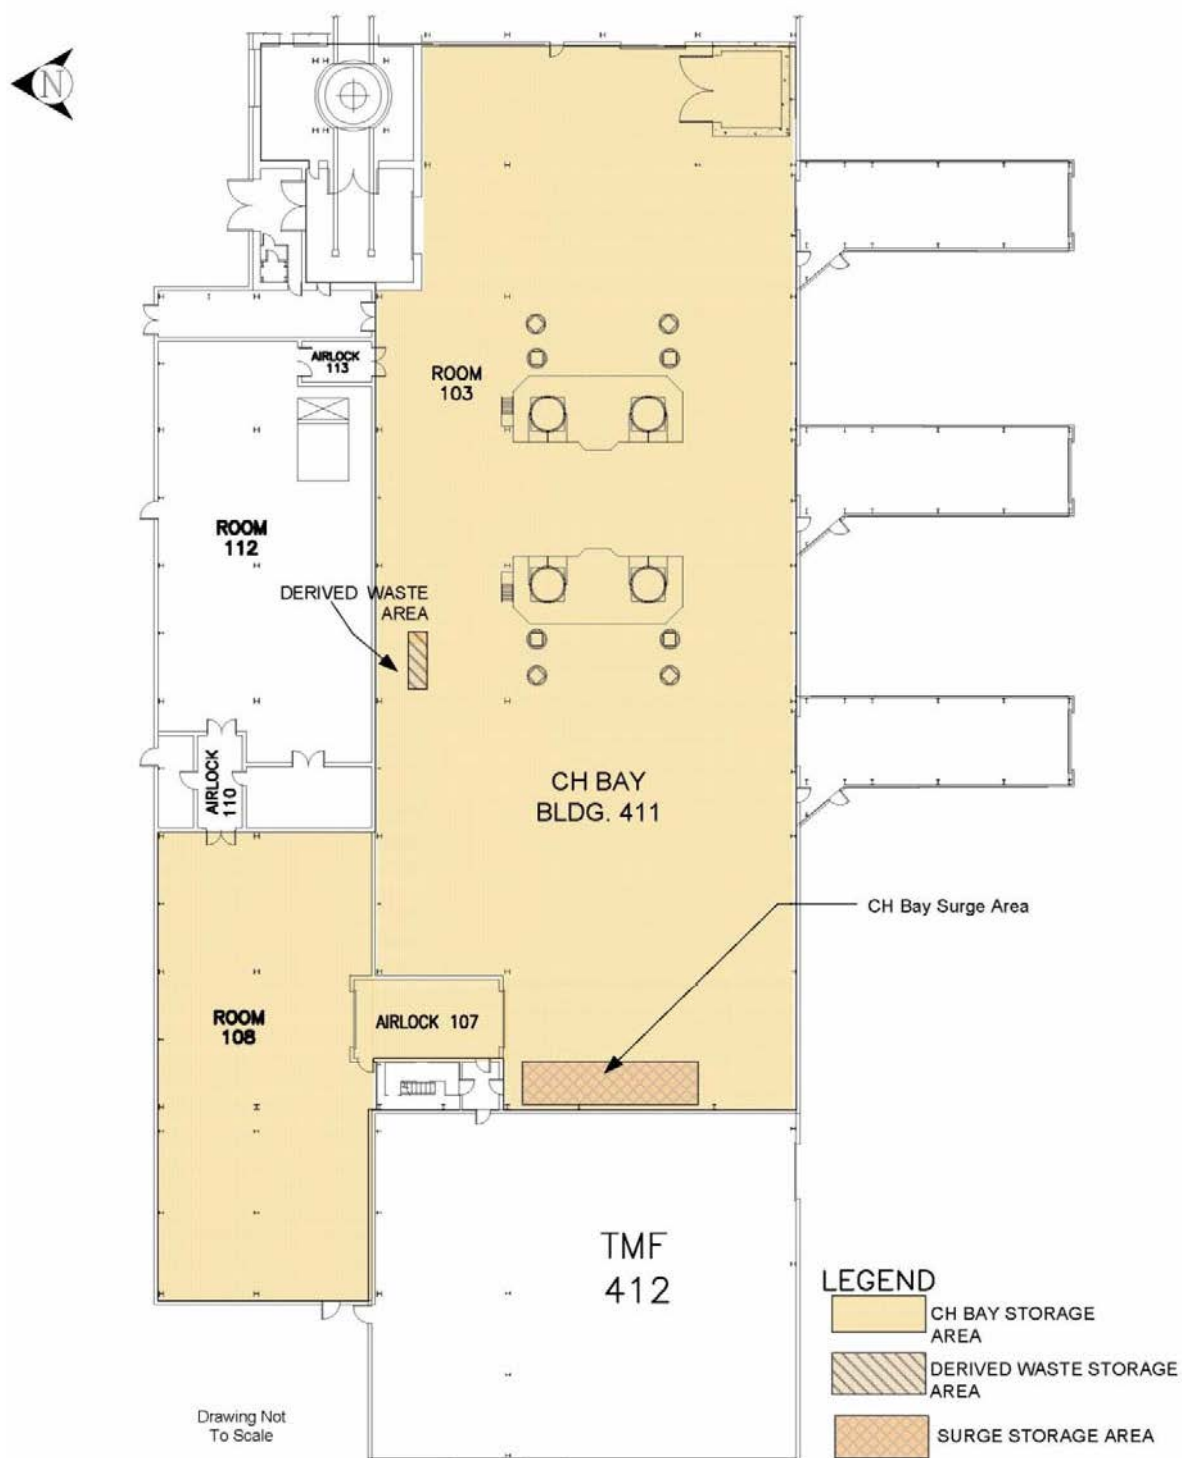 N
AIRLOCK
113
ROOM
103
ROOM
112
DERIVED WASTE
AREA
AIRLOCK
110
CH BAY
BLDG. 411
CH Bay Surge Area
ROOM
108
AIRLOCK 107
TMF
412
LEGEND
CH BAY STORAGE
AREA
DERIVED WASTE STORAGE
AREA
SURGE STORAGE AREA
Drawing Not
To Scale